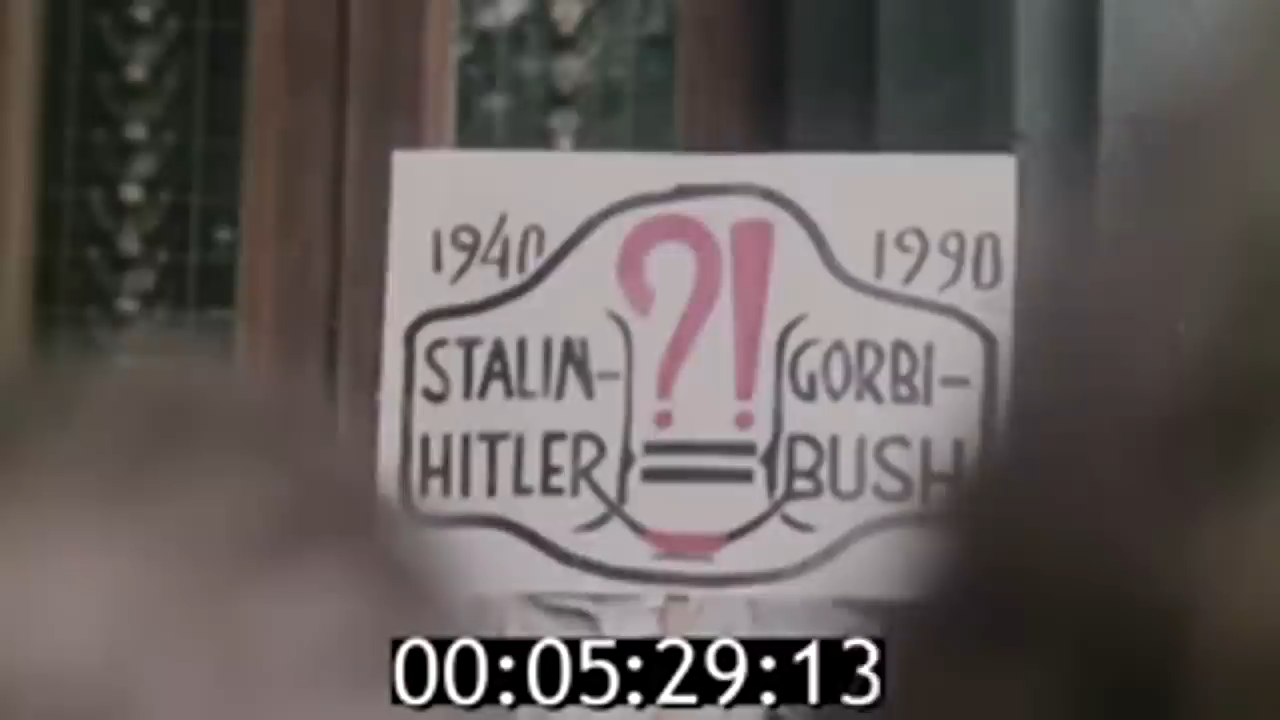 1940 1990
?!
STALIN- GORBI-
HITLER = BUSH
00:05:29:13